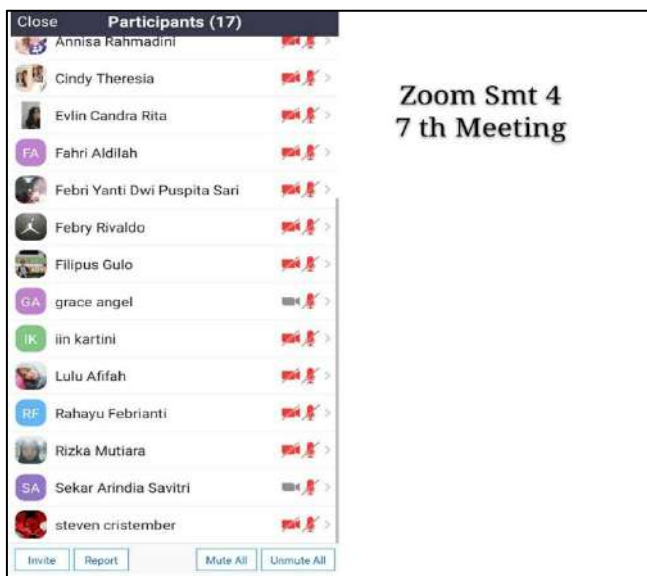 Close Participants (17)
Annisa Rahmadini
Cindy Theresia
Evlin Candra Rita
FA Fahri Aldilah
Febri Yanti Dwi Puspita Sari
Febry Rivaldo
Filipus Gulo
GA grace angel
IK iin kartini
Lulu Afifah
RF Rahayu Febrianti
Rizka Mutiara
SA Sekar Arindia Savitri
steven cristember
Invite Report Mute All Unmute All
Zoom Smt 4
7 th Meeting